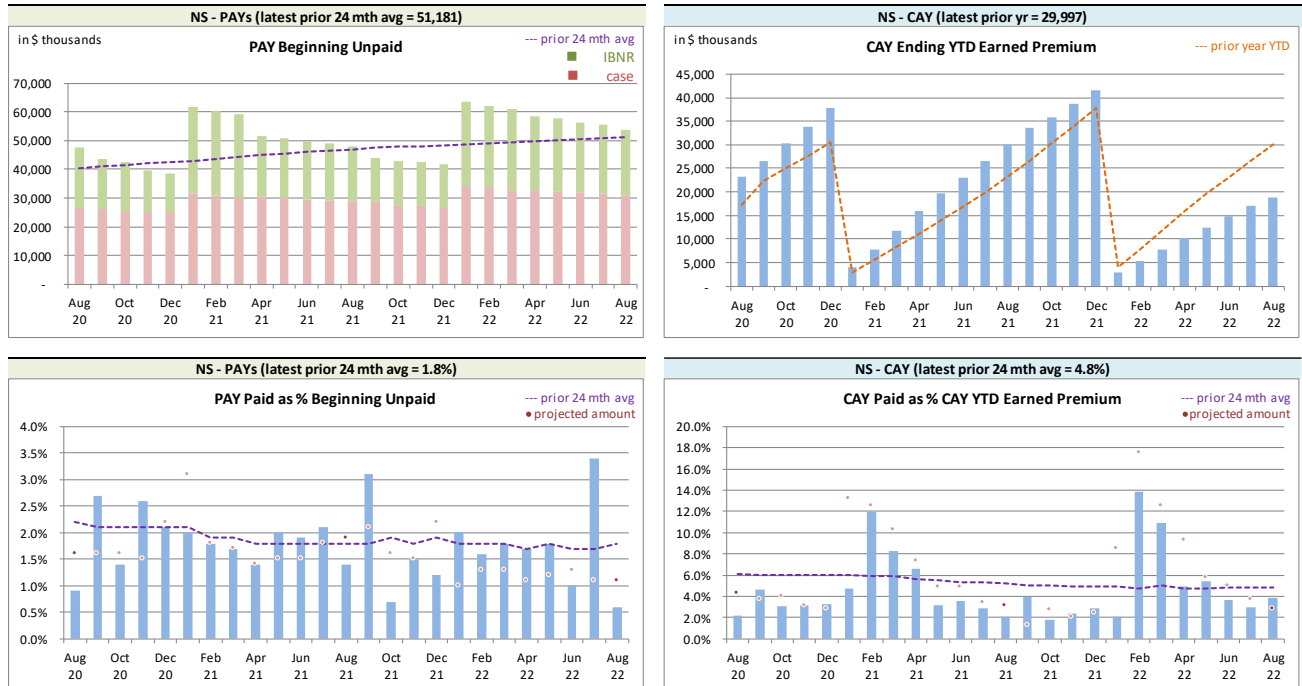 NS - PAYs (latest prior 24 mth avg = 51,181)
in $ thousands
PAY Beginning Unpaid
--- prior 24 mth avg
IBNR
case
70,000
60,000
50,000
40,000
30,000
20,000
10,000
-
Aug Oct Dec Feb Apr Jun Aug Oct Dec Feb Apr Jun Aug
20 20 20 21 21 21 21 21 21 22 22 22 22
NS - CAY (latest prior yr = 29,997)
in $ thousands
CAY Ending YTD Earned Premium
--- prior year YTD
45,000
40,000
35,000
30,000
25,000
20,000
15,000
10,000
5,000
-
Aug Oct Dec Feb Apr Jun Aug Oct Dec Feb Apr Jun Aug
20 20 20 21 21 21 21 21 21 22 22 22 22
NS - PAYs (latest prior 24 mth avg = 1.8%)
PAY Paid as % Beginning Unpaid
--- prior 24 mth avg
• projected amount
4.0%
3.5%
3.0%
2.5%
2.0%
1.5%
1.0%
0.5%
0.0%
Aug Oct Dec Feb Apr Jun Aug Oct Dec Feb Apr Jun Aug
20 20 20 21 21 21 21 21 21 22 22 22 22
NS - CAY (latest prior 24 mth avg = 4.8%)
CAY Paid as % CAY YTD Earned Premium
--- prior 24 mth avg
• projected amount
20.0%
18.0%
16.0%
14.0%
12.0%
10.0%
8.0%
6.0%
4.0%
2.0%
0.0%
Aug Oct Dec Feb Apr Jun Aug Oct Dec Feb Apr Jun Aug
20 20 20 21 21 21 21 21 21 22 22 22 22